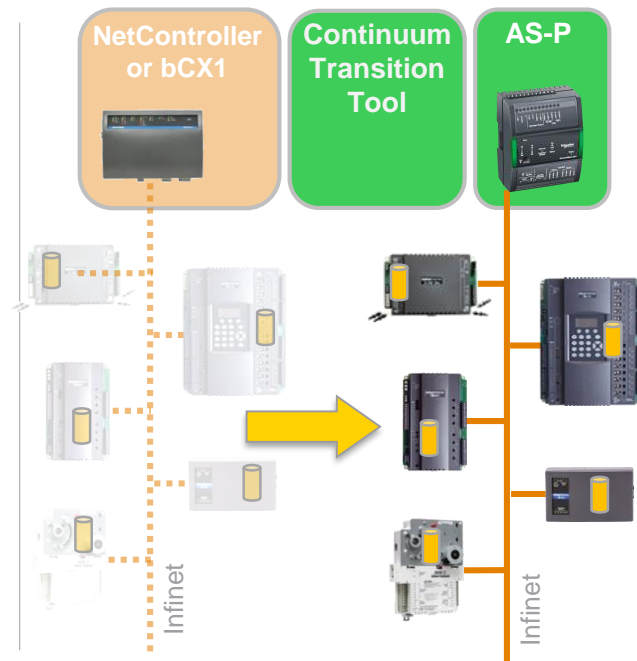 NetController
or bCX1
Continuum
Transition
Tool
AS-P
Infinet
Infinet